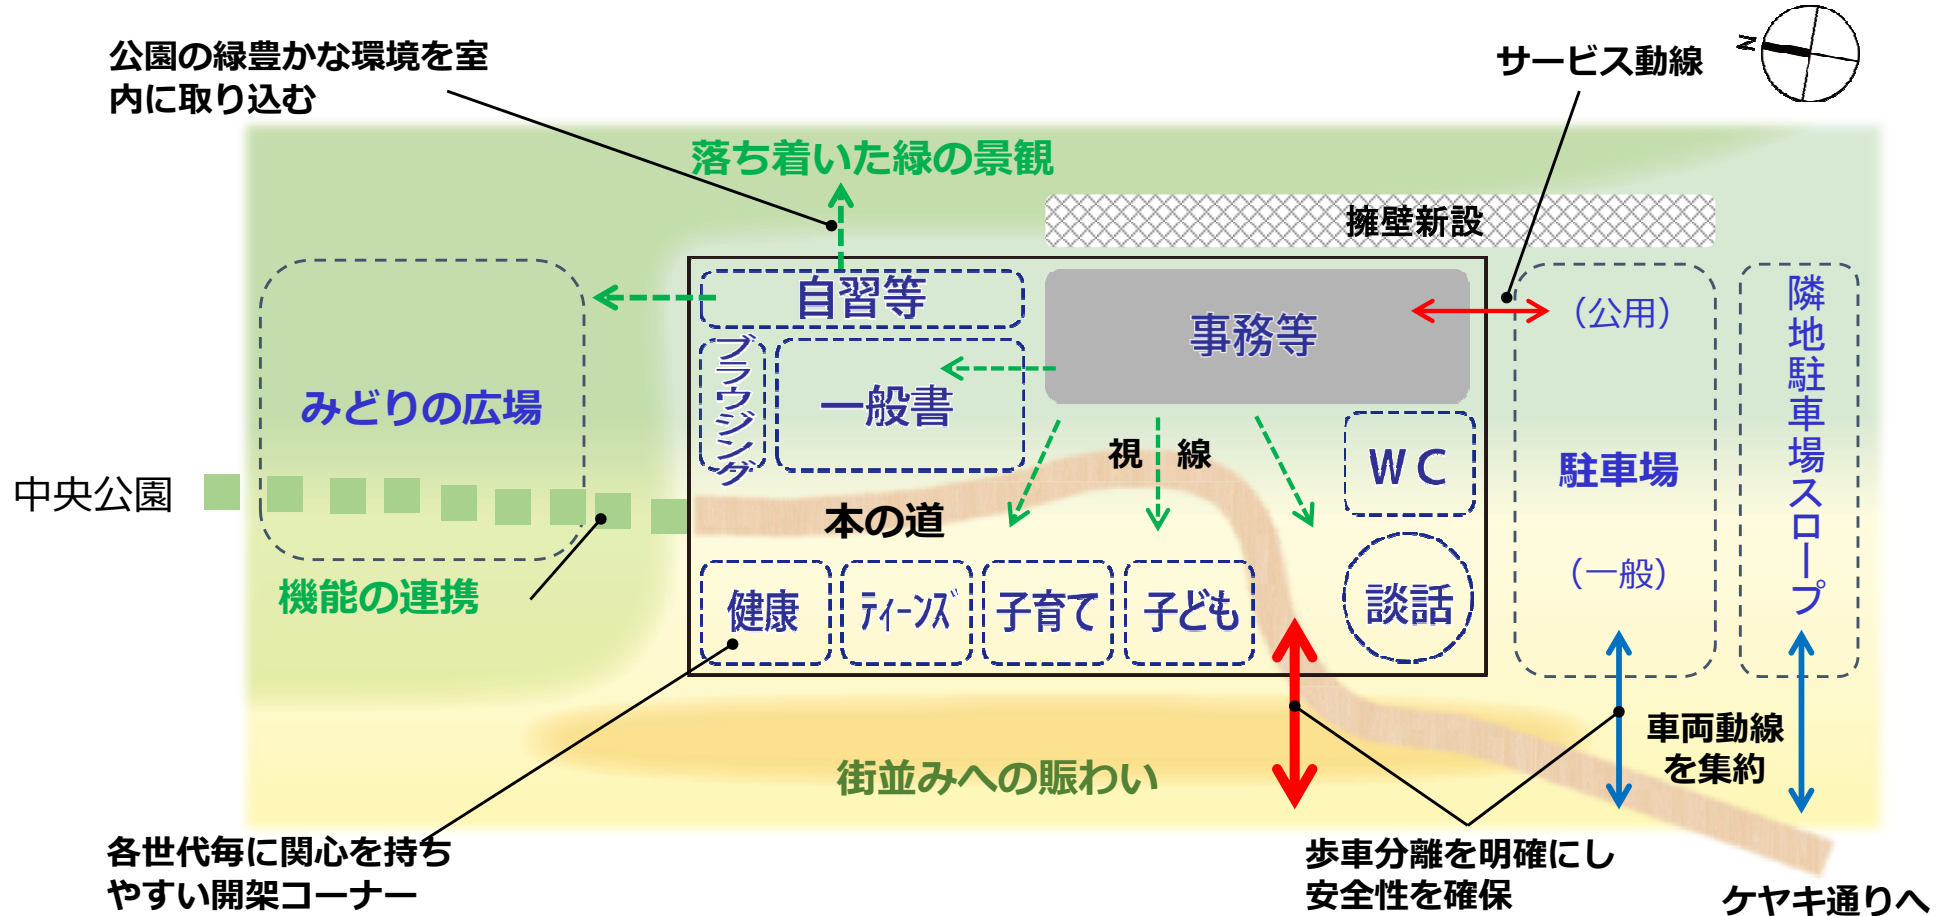 公園の緑豊かな環境を室
内に取り込む
サービス動線
N
落ち着いた緑の景観
擁壁新設
自習等
事務等
（公用）
隣地駐車場スロープ
ブラウジング
一般書
みどりの広場
視線
WC
駐車場
中央公園
本の道
機能の連携
健康
ティーンズ
子育て
子ども
談話
（一般）
車両動線
を集約
街並みへの賑わい
各世代毎に関心を持ち
やすい開架コーナー
歩車分離を明確にし
安全性を確保
ケヤキ通りへ